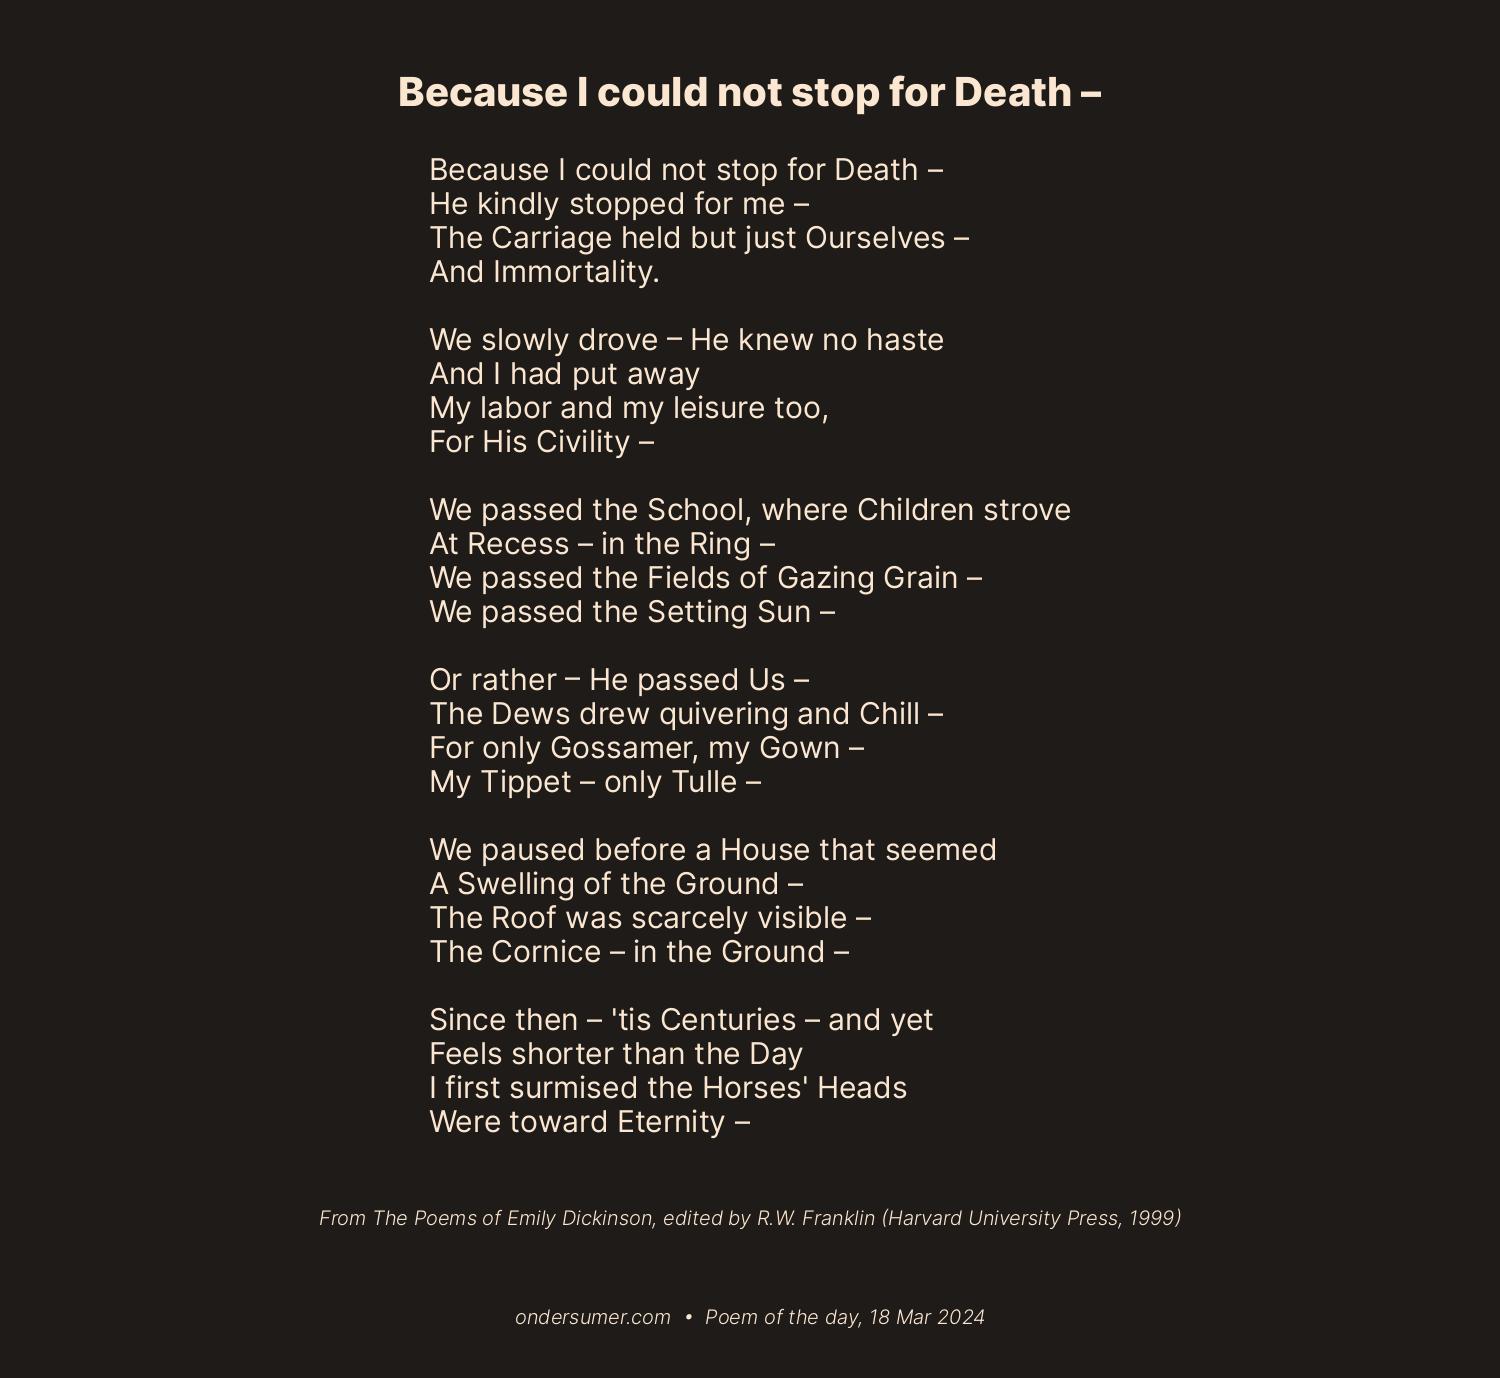 Because I could not stop for Death –
Because I could not stop for Death –
He kindly stopped for me –
The Carriage held but just Ourselves –
And Immortality.
We slowly drove – He knew no haste
And I had put away
My labor and my leisure too,
For His Civility –
We passed the School, where Children strove
At Recess – in the Ring –
We passed the Fields of Gazing Grain –
We passed the Setting Sun –
Or rather – He passed Us –
The Dews drew quivering and Chill –
For only Gossamer, my Gown –
My Tippet – only Tulle –
We paused before a House that seemed
A Swelling of the Ground –
The Roof was scarcely visible –
The Cornice – in the Ground –
Since then – 'tis Centuries – and yet
Feels shorter than the Day
I first surmised the Horses' Heads
Were toward Eternity –
From The Poems of Emily Dickinson, edited by R.W. Franklin (Harvard University Press, 1999)
ondersumer.com • Poem of the day, 18 Mar 2024